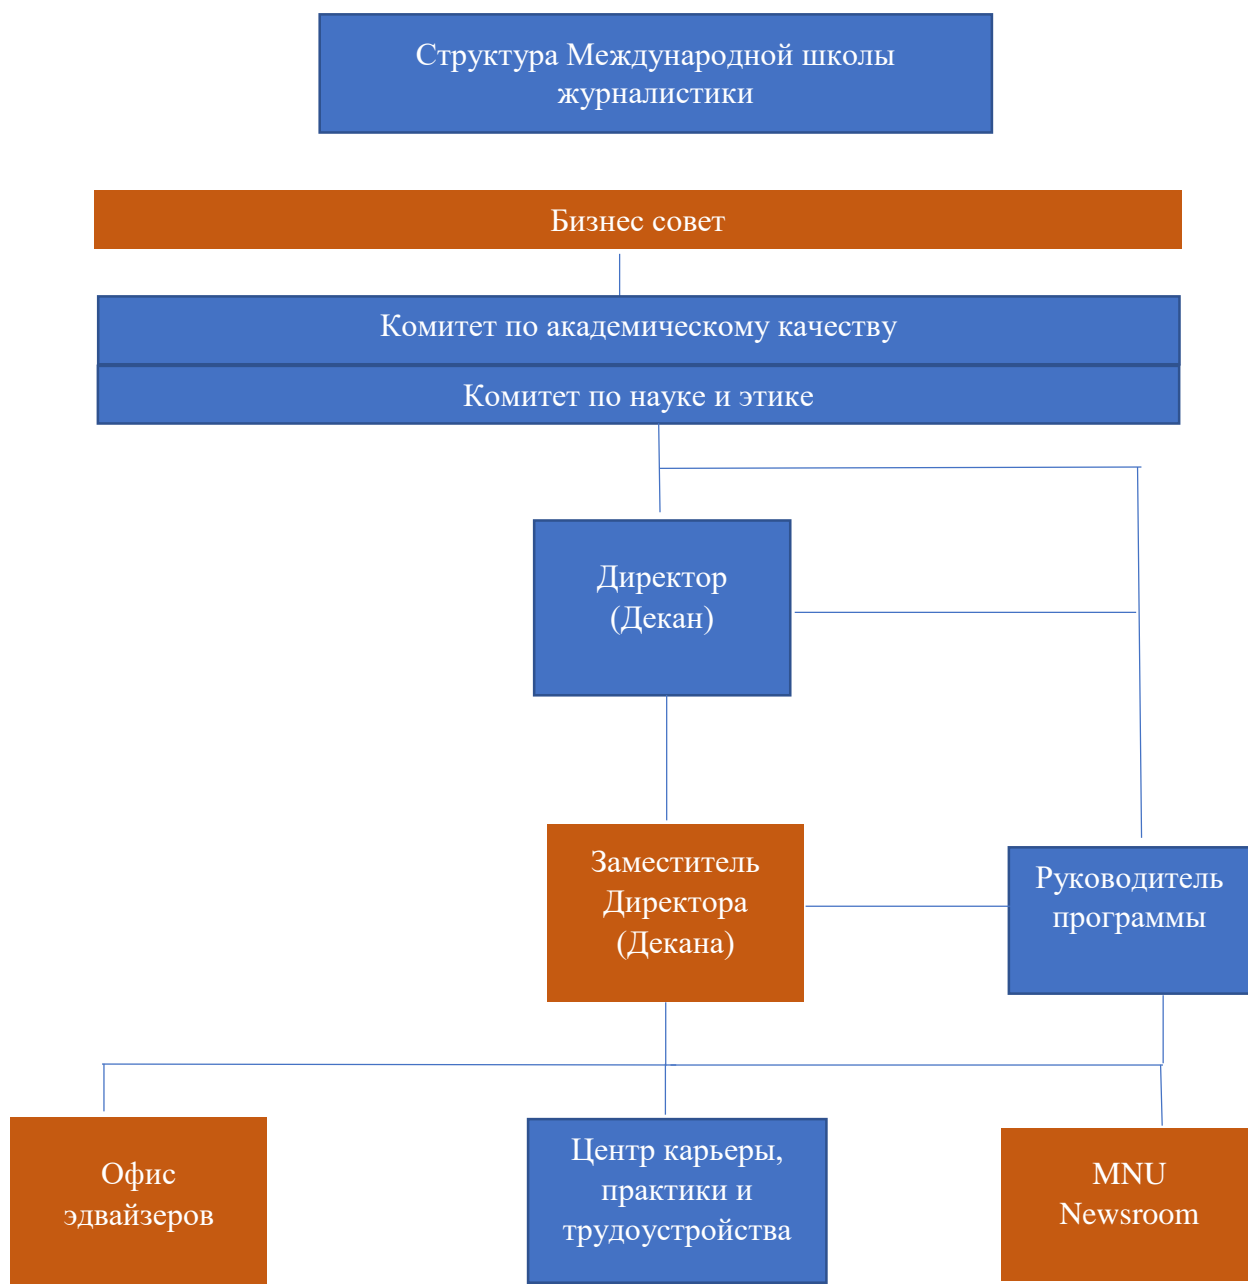 Структура Международной школы
журналистики
Бизнес совет
Комитет по академическому качеству
Комитет по науке и этике
Директор
(Декан)
Заместитель
Директора
(Декана)
Руководитель
программы
Офис
эдвайзеров
Центр карьеры,
практики и
трудоустройства
MNU
Newsroom